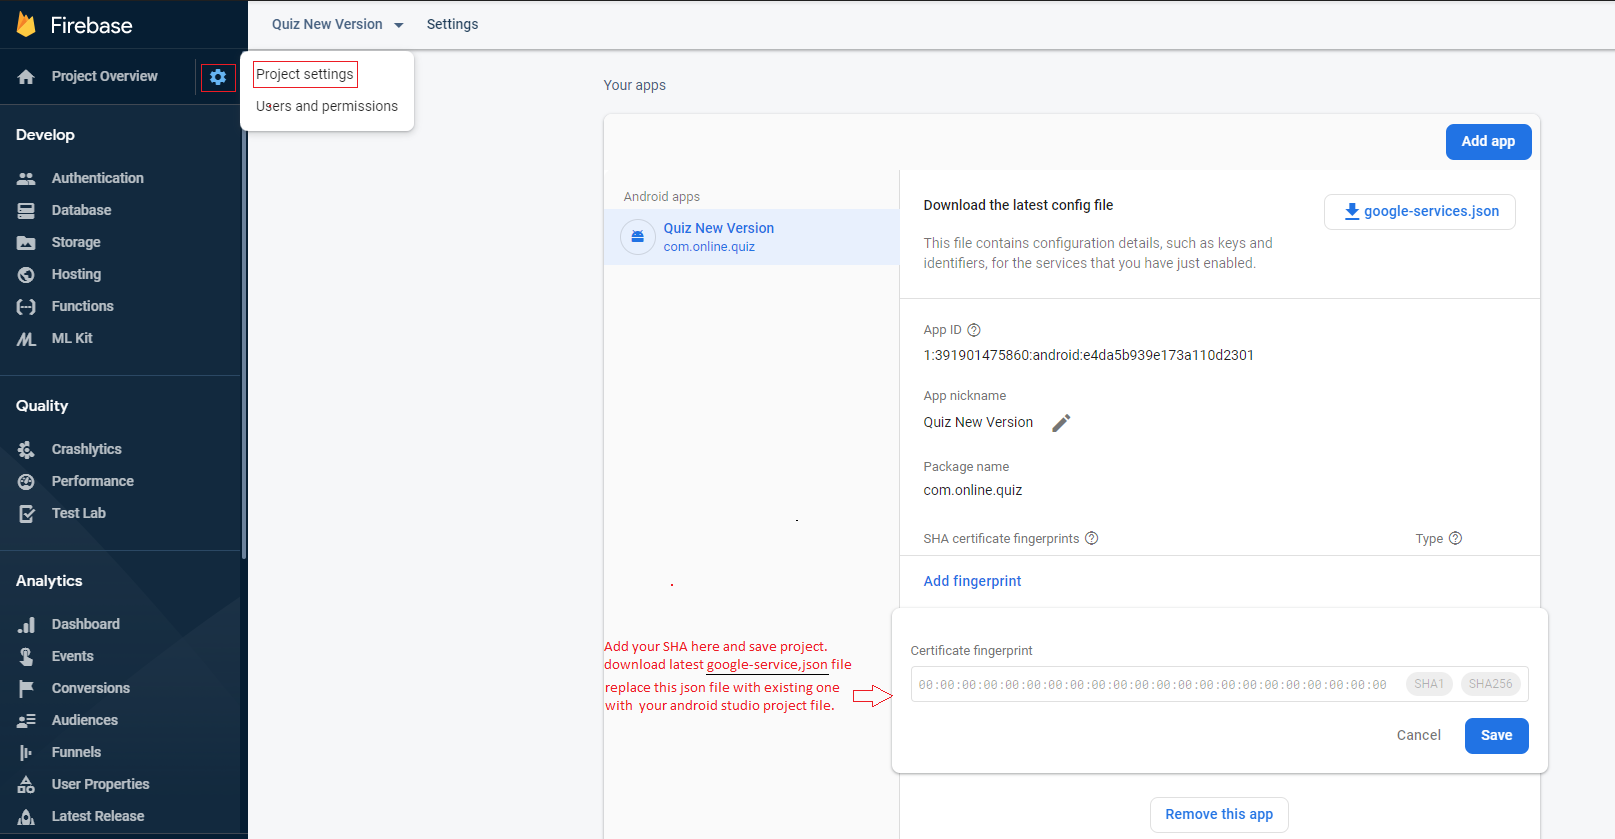 Firebase
Quiz New Version
Settings
Project Overview
Project settings
Users and permissions
Develop
Authentication
Database
Storage
Hosting
Functions
ML Kit
Quality
Crashlytics
Performance
Test Lab
Analytics
Dashboard
Events
Conversions
Audiences
Funnels
User Properties
Latest Release
Your apps
Add app
Android apps
Quiz New Version
com.online.quiz
Download the latest config file
google-services.json
This file contains configuration details, such as keys and
identifiers, for the services that you have just enabled.
App ID
1:391901475860:android:e4da5b939e173a110d2301
App nickname
Quiz New Version
Package name
com.online.quiz
SHA certificate fingerprints
Type
Add fingerprint
Add your SHA here and save project.
download latest google-service,json file
replace this json file with existing one
with your android studio project file.
Certificate fingerprint
00:00:00:00:00:00:00:00:00:00:00:00:00:00:00:00:00:00:00:00:00:00
SHA1
SHA256
Cancel
Save
Remove this app